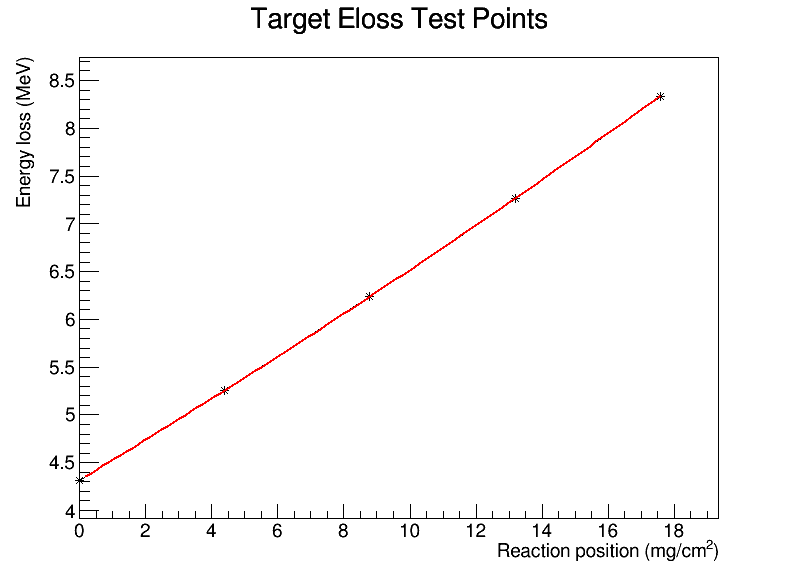 Target Eloss Test Points
Energy loss (MeV)
8.5
8
7.5
7
6.5
6
5.5
5
4.5
4
0 2 4 6 8 10 12 14 16 18
Reaction position (mg/cm²)